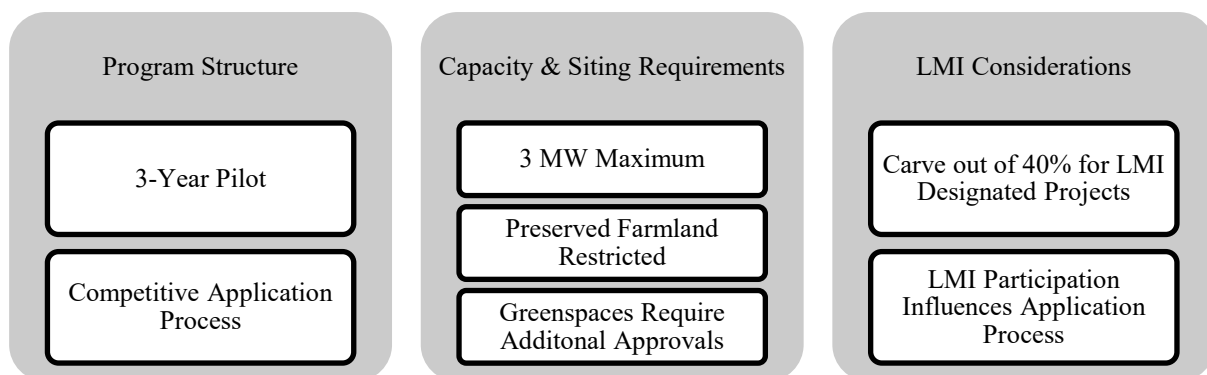 Program Structure
3-Year Pilot
Competitive Application
Process
Capacity & Siting Requirements
3 MW Maximum
Preserved Farmland
Restricted
Greenspaces Require
Additonal Approvals
LMI Considerations
Carve out of 40% for LMI
Designated Projects
LMI Participation
Influences Application
Process